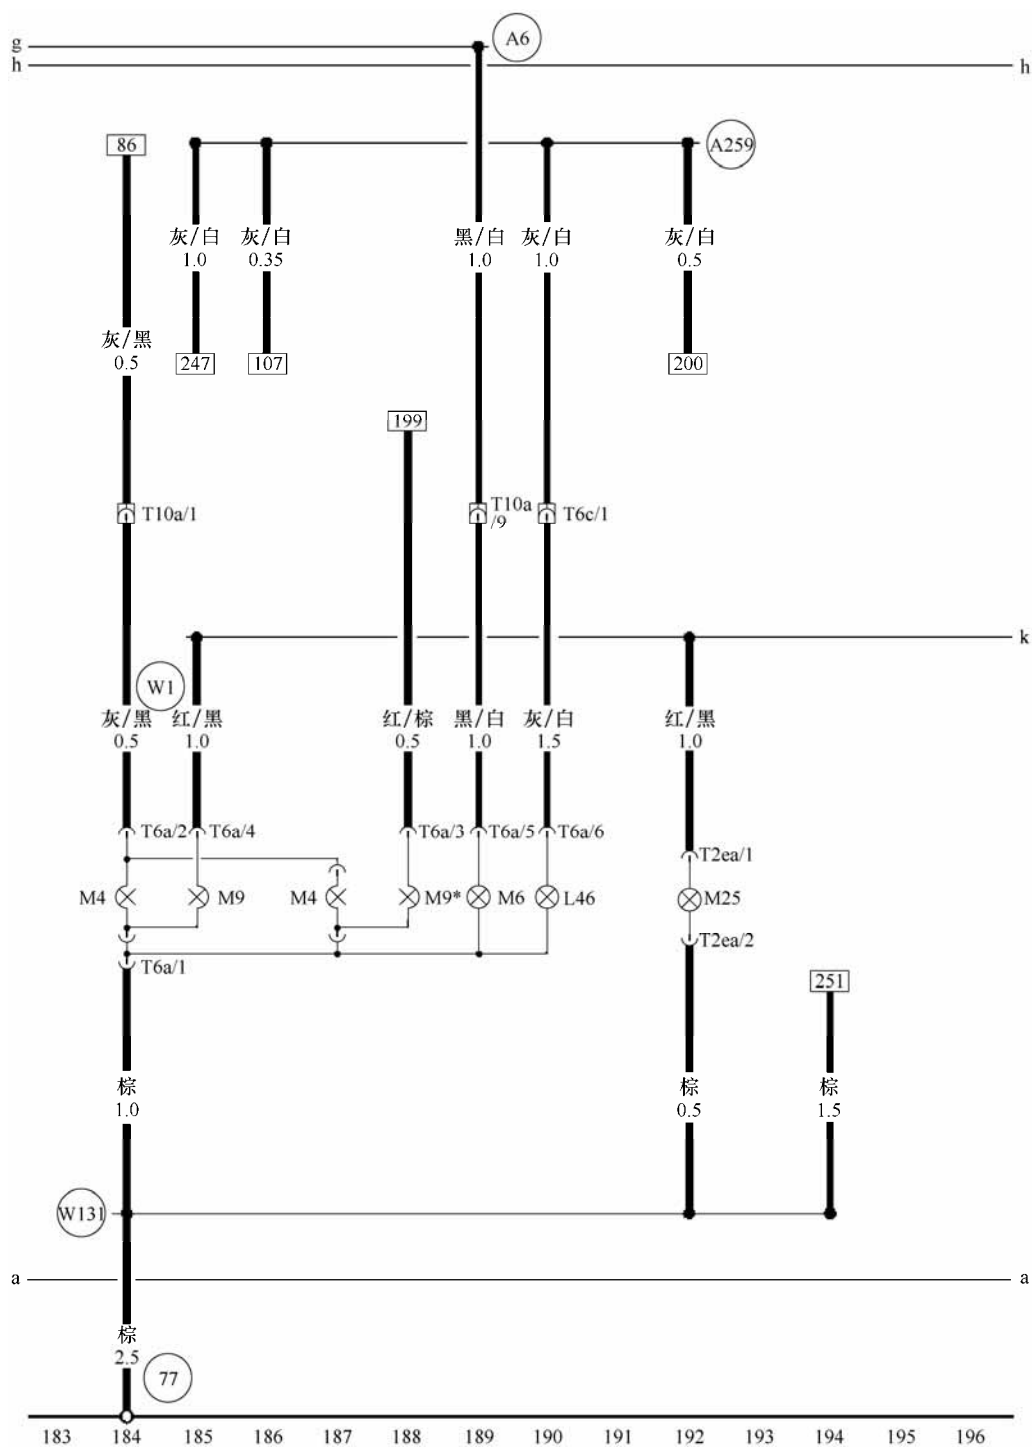 g
A6
h h
86
A259
灰/白 灰/白 黑/白 灰/白 灰/白
1.0 0.35 1.0 1.0 0.5
灰/黑
0.5
247 107 200
199
T10a/1
T10a
/9
T6c/1
k
W1
灰/黑 红/黑 红/棕 黑/白 灰/白 红/黑
0.5 1.0 0.5 1.0 1.5 1.0
T6a/2 T6a/4 T6a/3 T6a/5 T6a/6
T2ea/1
M4 M9 M4 M9* M6 L46 M25
T2ea/2
T6a/1
251
棕 棕 棕
1.0 0.5 1.5
W131
a a
棕
2.5
77
183 184 185 186 187 188 189 190 191 192 193 194 195 196